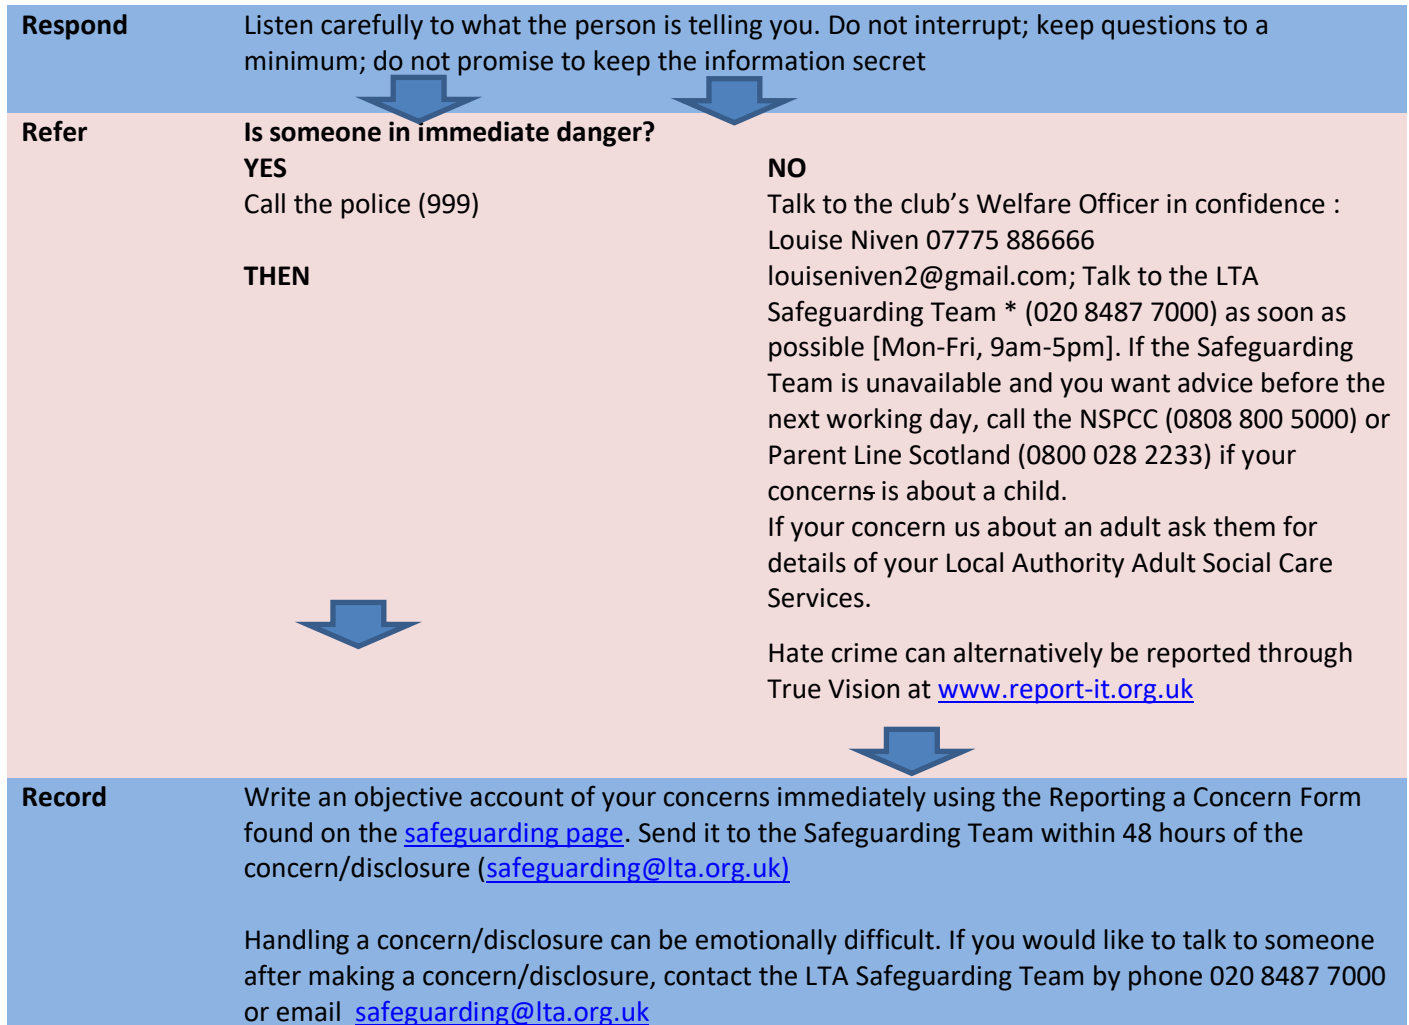 Respond
Listen carefully to what the person is telling you. Do not interrupt; keep questions to a
minimum; do not promise to keep the information secret
Refer
Is someone in immediate danger?
YES
Call the police (999)
THEN
NO
Talk to the club’s Welfare Officer in confidence :
Louise Niven 07775 886666
louiseniven2@gmail.com; Talk to the LTA
Safeguarding Team * (020 8487 7000) as soon as
possible [Mon-Fri, 9am-5pm]. If the Safeguarding
Team is unavailable and you want advice before the
next working day, call the NSPCC (0808 800 5000) or
Parent Line Scotland (0800 028 2233) if your
concerns is about a child.
If your concern us about an adult ask them for
details of your Local Authority Adult Social Care
Services.
Hate crime can alternatively be reported through
True Vision at www.report-it.org.uk
Record
Write an objective account of your concerns immediately using the Reporting a Concern Form
found on the safeguarding page. Send it to the Safeguarding Team within 48 hours of the
concern/disclosure (safeguarding@lta.org.uk)
Handling a concern/disclosure can be emotionally difficult. If you would like to talk to someone
after making a concern/disclosure, contact the LTA Safeguarding Team by phone 020 8487 7000
or email safeguarding@lta.org.uk